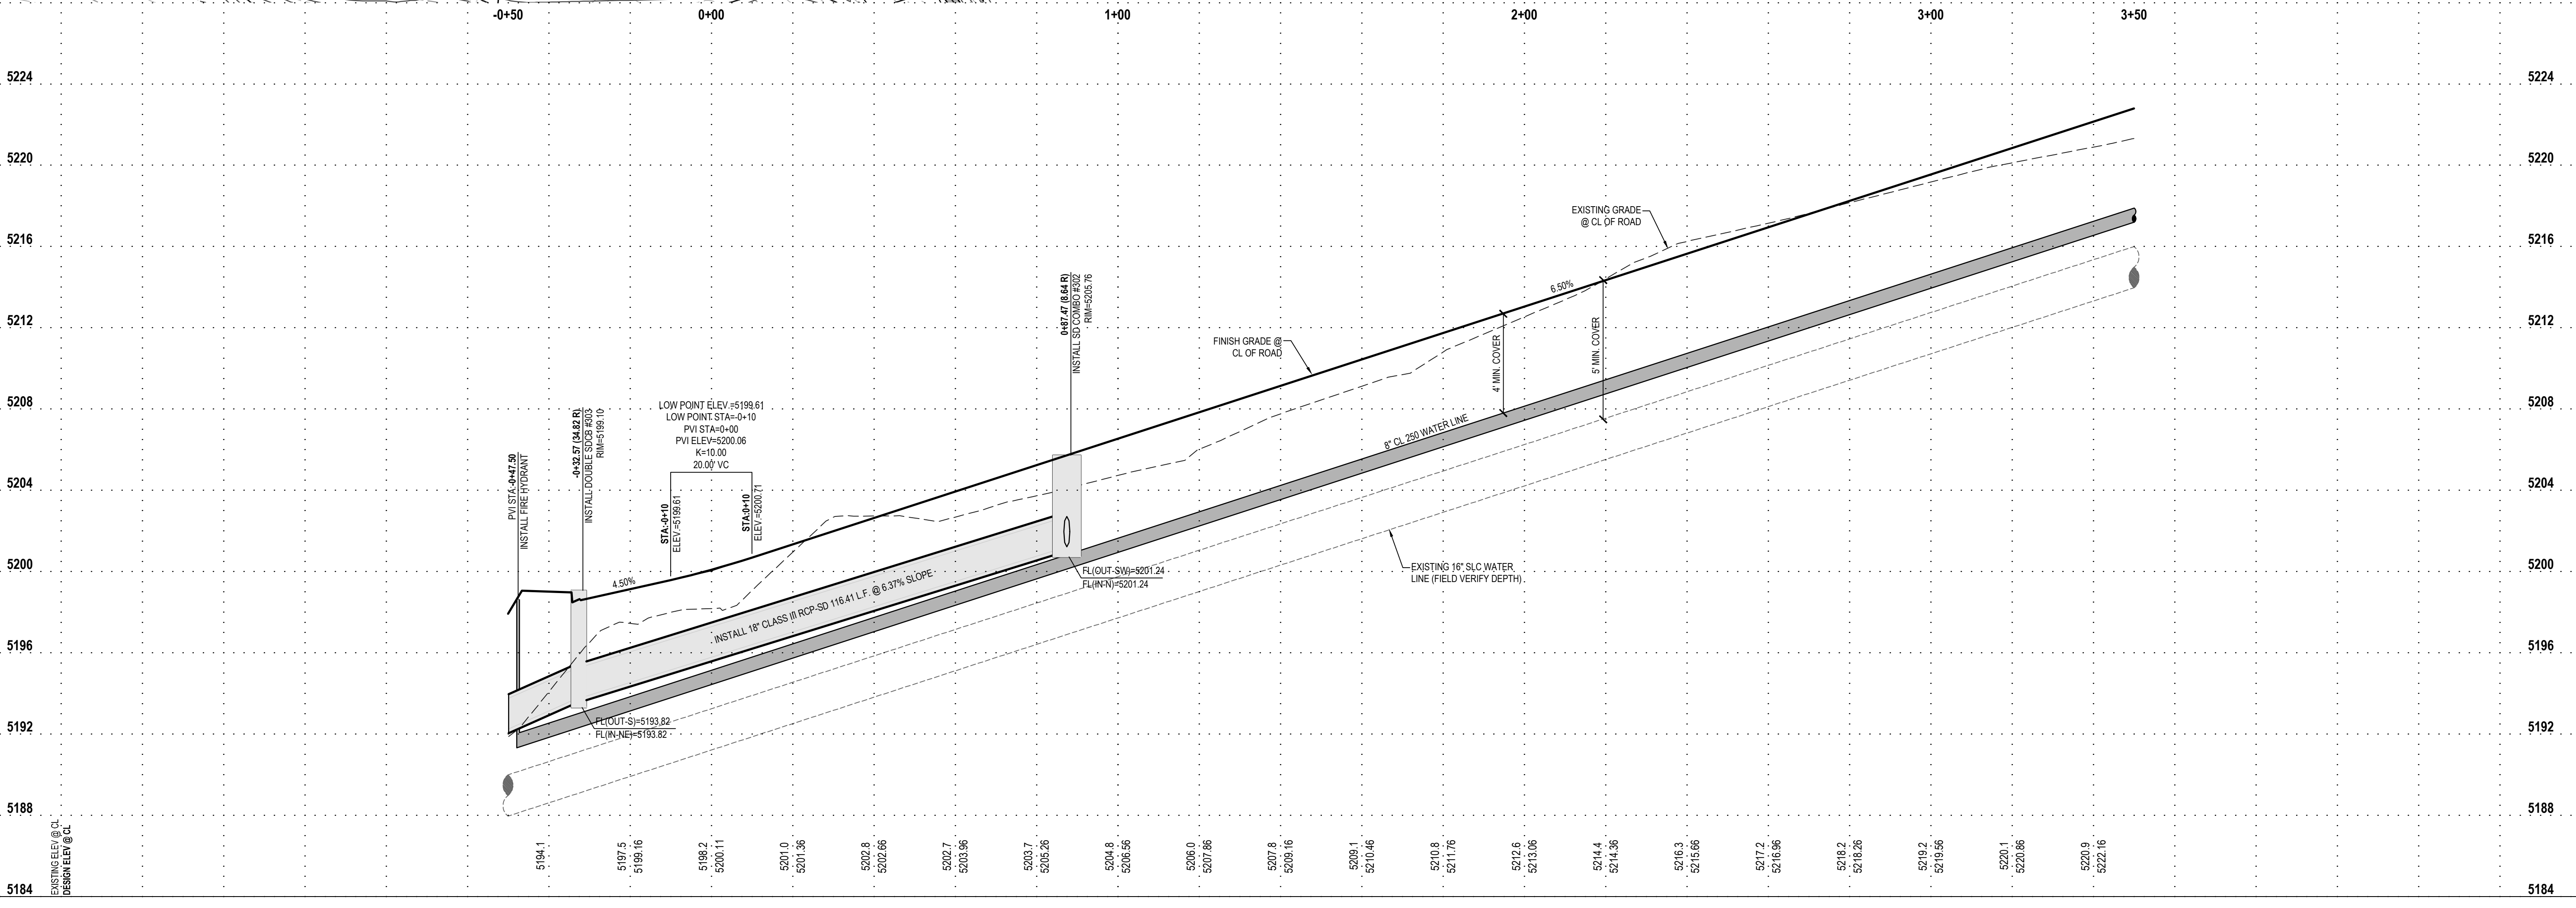 -0+50
0+00
1+00
2+00
3+00
3+50
5224
5224
5220
5220
5216
5216
5212
5212
5208
5208
5204
5204
5200
5200
5196
5196
5192
5192
5188
5188
5184
5184
PVI STA:-0+47.50
INSTALL FIRE HYDRANT
-0+32.57 (34.82 R)
INSTALL DOUBLE SDCB #303
RIM=5199.10
4.50%
LOW POINT ELEV.=5199.61
LOW POINT STA=-0+10
PVI STA=0+00
PVI ELEV=5200.06
K=10.00
20.00' VC
STA:-0+10
ELEV.=5199.61
STA:0+10
ELEV.=5200.71
INSTALL 18" CLASS III RCP-SD 116.41 L.F. @ 6.37% SLOPE
FL(OUT-S)=5193.82
FL(IN-NE)=5193.82
0+87.47 (8.64 R)
INSTALL SD COMBO #302
RIM=5205.76
FL(OUT-SW)=5201.24
FL(IN-N)=5201.24
FINISH GRADE @
CL OF ROAD
8" CL 250 WATER LINE
EXISTING 16" SLC WATER
LINE (FIELD VERIFY DEPTH)
4' MIN. COVER
6.50%
5' MIN. COVER
EXISTING GRADE
@ CL OF ROAD
EXISTING ELEV @ CL
DESIGN ELEV @ CL
5194.1
5197.5
5199.16
5198.2
5200.11
5201.0
5201.36
5202.8
5202.66
5202.7
5203.96
5203.7
5205.26
5204.8
5206.56
5206.0
5207.86
5207.8
5209.16
5209.1
5210.46
5210.8
5211.76
5212.6
5213.06
5214.4
5214.36
5216.3
5215.66
5217.2
5216.96
5218.2
5218.26
5219.2
5219.56
5220.1
5220.86
5220.9
5222.16